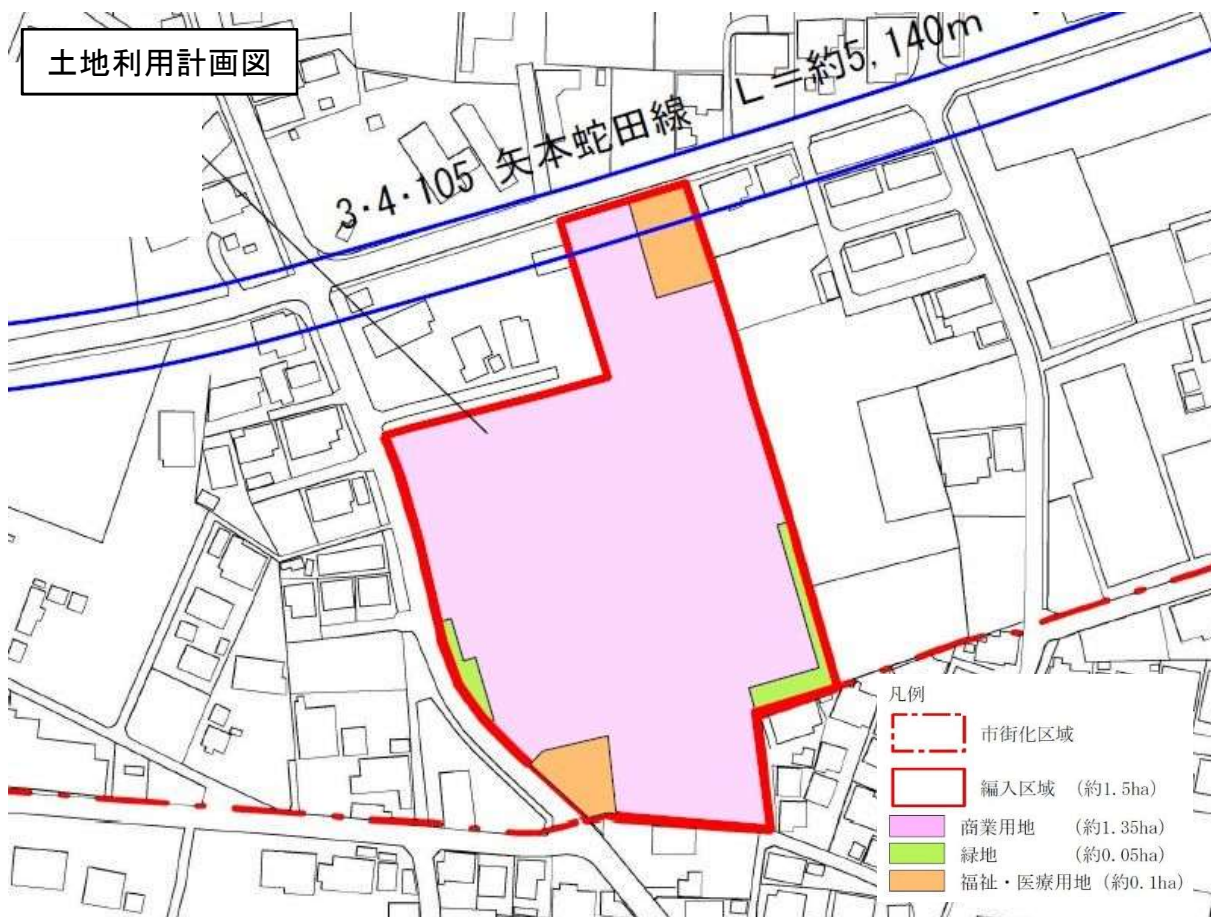 土地利用計画図
3・4・105 矢本蛇田線 L=約5,140m
凡例
市街化区域
編入区域 (約1.5ha)
商業用地 (約1.35ha)
緑地 (約0.05ha)
福祉・医療用地 (約0.1ha)